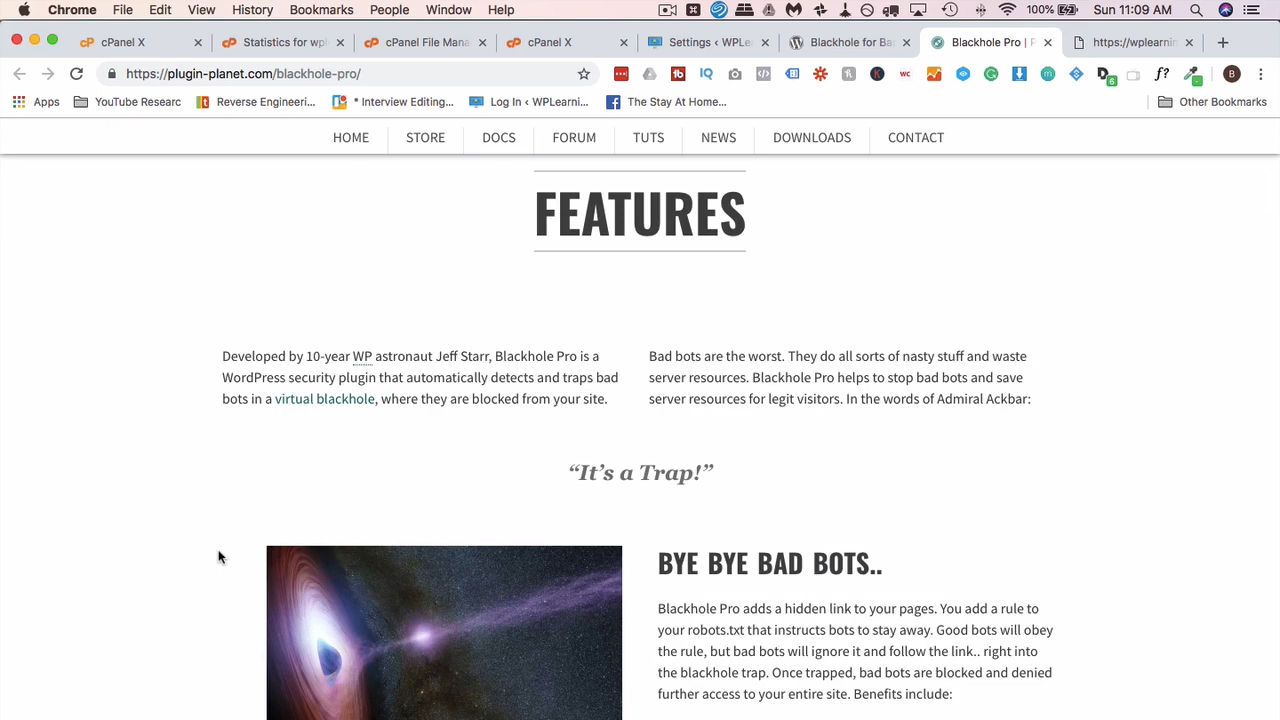 Chrome File Edit View History Bookmarks People Window Help 100% Sun 11:09 AM
cPanel X
Statistics for wpl
cPanel File Mana
cPanel X
Settings ‹ WPLe
Blackhole for Ba
Blackhole Pro | P
https://wplearnin
https://plugin-planet.com/blackhole-pro/
Apps YouTube Researc Reverse Engineeri... * Interview Editing... Log In ‹ WPLearni... The Stay At Home... Other Bookmarks
HOME STORE DOCS FORUM TUTS NEWS DOWNLOADS CONTACT
FEATURES
Developed by 10-year WP astronaut Jeff Starr, Blackhole Pro is a
WordPress security plugin that automatically detects and traps bad
bots in a virtual blackhole, where they are blocked from your site.
Bad bots are the worst. They do all sorts of nasty stuff and waste
server resources. Blackhole Pro helps to stop bad bots and save
server resources for legit visitors. In the words of Admiral Ackbar:
“It’s a Trap!”
BYE BYE BAD BOTS..
Blackhole Pro adds a hidden link to your pages. You add a rule to
your robots.txt that instructs bots to stay away. Good bots will obey
the rule, but bad bots will ignore it and follow the link.. right into
the blackhole trap. Once trapped, bad bots are blocked and denied
further access to your entire site. Benefits include: